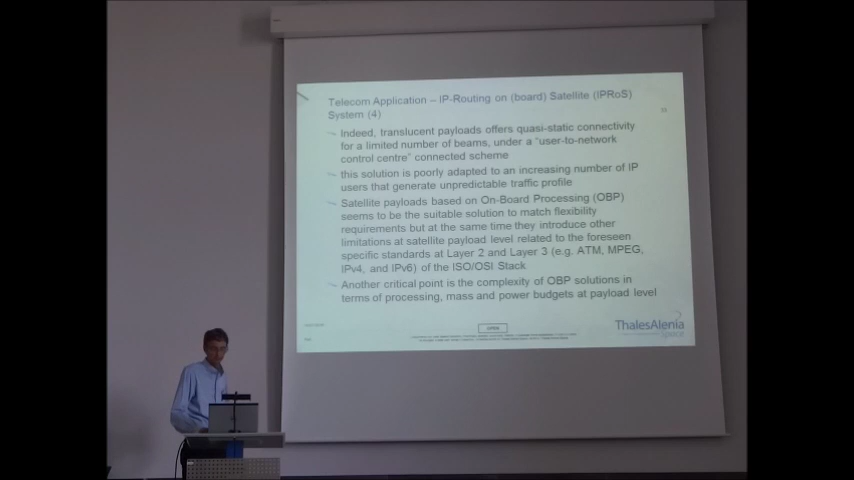 Telecom Application – IP-Routing on (board) Satellite (IPRoS)
System (4)
Indeed, translucent payloads offers quasi-static connectivity
for a limited number of beams, under a "user-to-network
control centre" connected scheme
this solution is poorly adapted to an increasing number of IP
users that generate unpredictable traffic profile
Satellite payloads based on On-Board Processing (OBP)
seems to be the suitable solution to match flexibility
requirements but at the same time they introduce other
limitations at satellite payload level related to the foreseen
specific standards at Layer 2 and Layer 3 (e.g. ATM, MPEG,
IPv4, and IPv6) of the ISO/OSI Stack
Another critical point is the complexity of OBP solutions in
terms of processing, mass and power budgets at payload level
OPEN
ThalesAlenia
Space